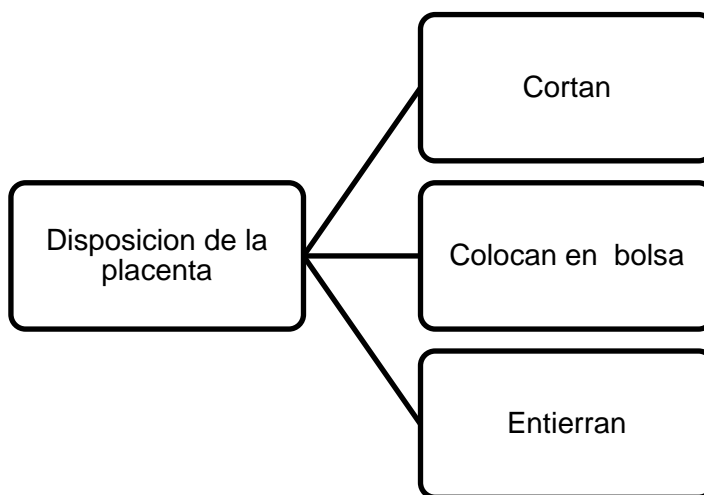 Disposicion de la
placenta
Cortan
Colocan en  bolsa
Entierran